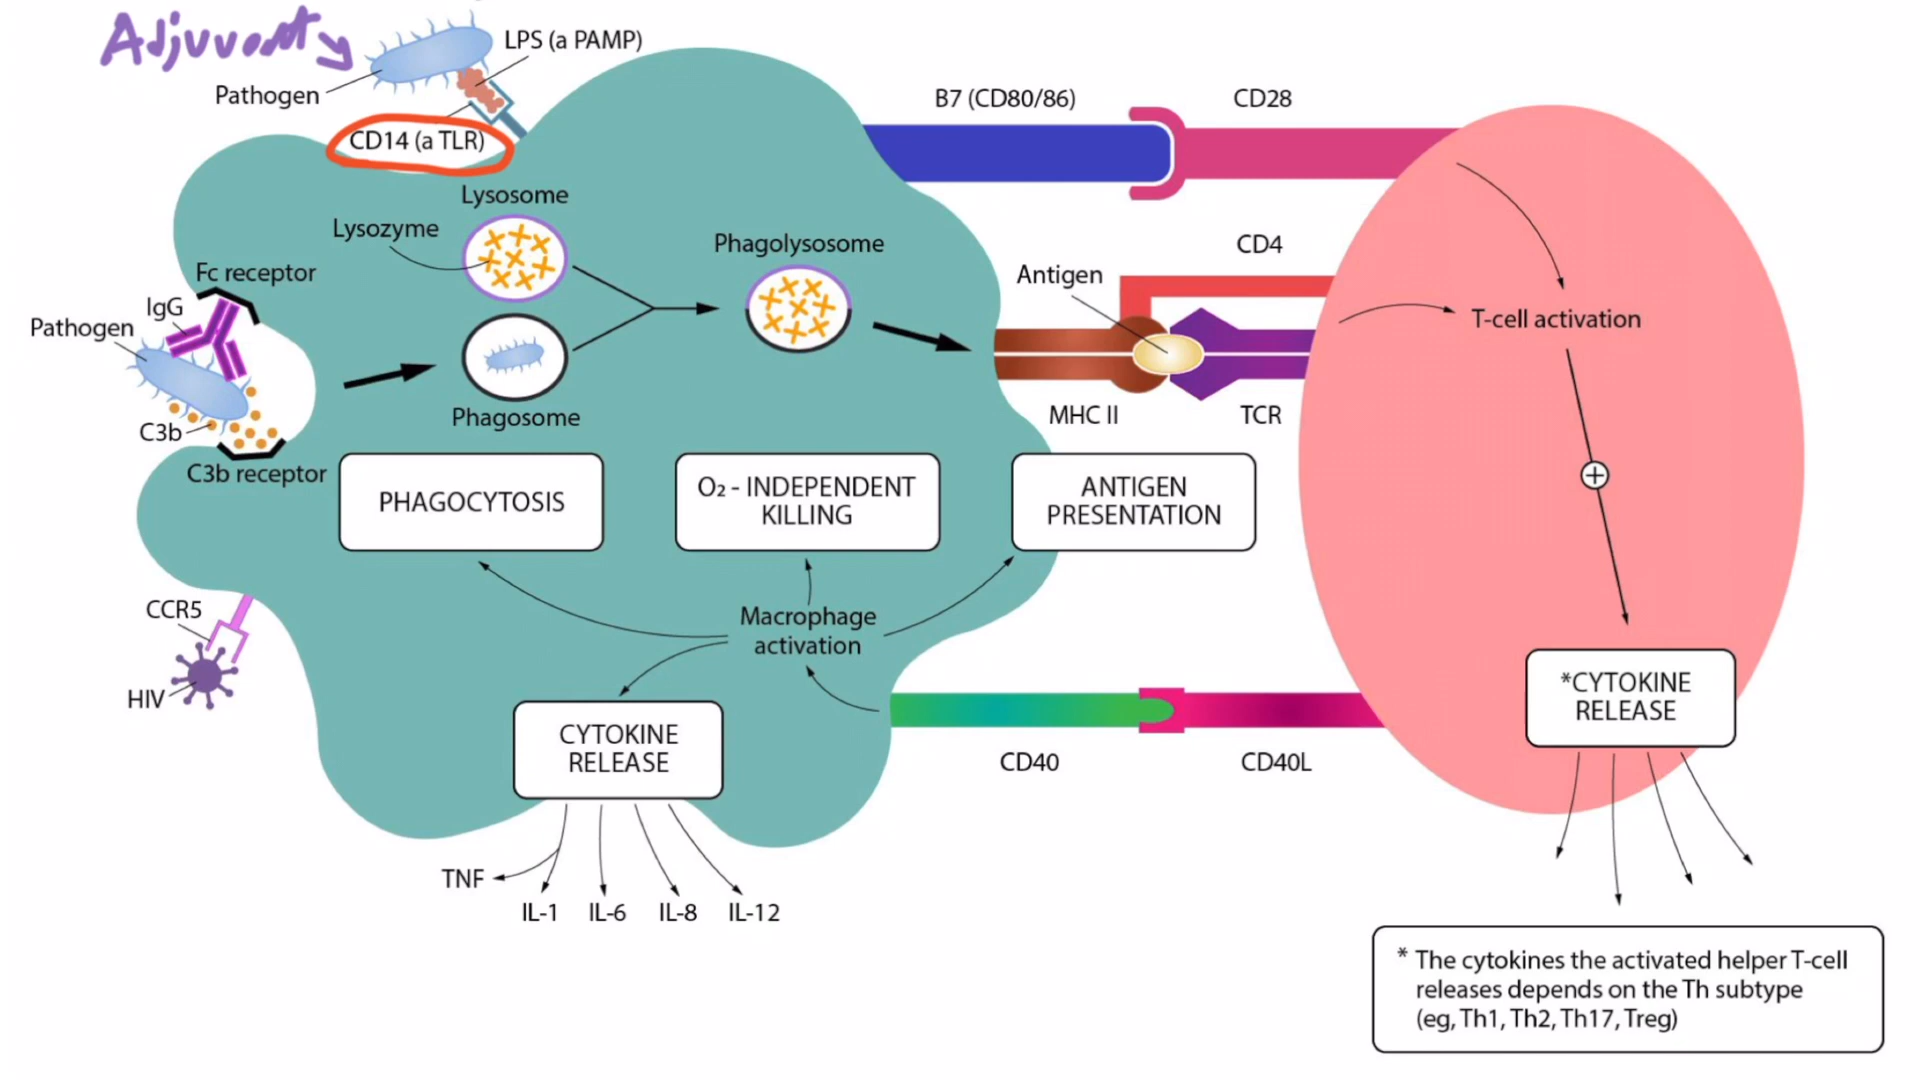 Adjuvants
LPS (a PAMP)
Pathogen
CD14 (a TLR)
B7 (CD80/86)
CD28
Lysosome
Lysozyme
Phagolysosome
CD4
Antigen
Fc receptor
IgG
Pathogen
T-cell activation
Phagosome
MHC II
TCR
C3b
C3b receptor
PHAGOCYTOSIS
O₂ - INDEPENDENT
KILLING
ANTIGEN
PRESENTATION
CCR5
Macrophage
activation
HIV
*CYTOKINE
RELEASE
CYTOKINE
RELEASE
CD40
CD40L
TNF
IL-1
IL-6
IL-8
IL-12
* The cytokines the activated helper T-cell
releases depends on the Th subtype
(eg, Th1, Th2, Th17, Treg)